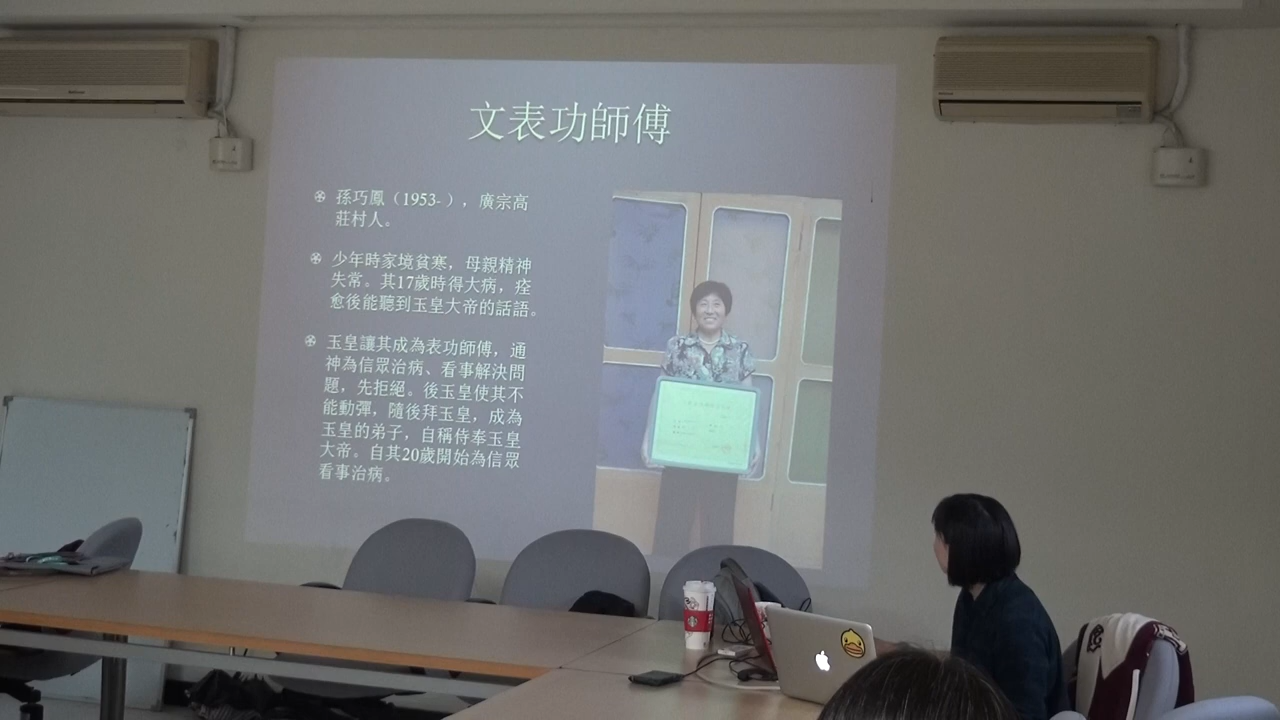 文表功師傅
孫巧鳳（1953- ），廣宗高
莊村人。
少年時家境貧寒，母親精神
失常。其17歲時得大病，痊
愈後能聽到玉皇大帝的話語。
玉皇讓其成為表功師傅，通
神為信眾治病、看事解決問
題，先拒絕。後玉皇使其不
能動彈，隨後拜玉皇，成為
玉皇的弟子，自稱侍奉玉皇
大帝。自其20歲開始為信眾
看事治病。